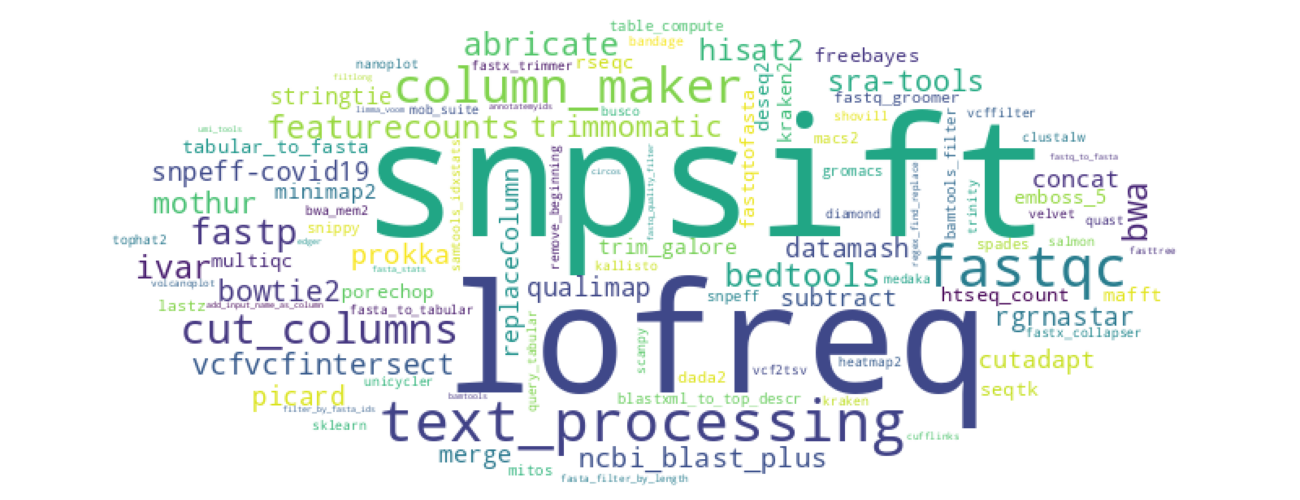 table_compute
abricate
bandage
hisat2
freebayes
nanoplot
fastx_trimmer
rseqc
filtlong
column_maker
deseq2
kraken2
sra-tools
stringtie
limma_voom
mob_suite
annotatemyids
busco
fastqtofasta
fastq_groomer
shovill
vcffilter
umi_tools
featurecounts
trimmomatic
macs2
clustalw
tabular_to_fasta
samtools_idxstats
snpsift
fastq_quality_filter
bamtools_filter
fastq_to_fasta
snpeff-covid19
circos
gromacs
regex_find_replace
concat
minimap2
remove_beginning
trinity
emboss_5
bwa
mothur
bwa_mem2
replaceColumn
diamond
velvet
quast
fastp
snippy
tophat2
edger
prokka
trim_galore
datamash
spades
salmon
fasttree
ivar
multiqc
fasta_stats
kallisto
bedtools
medaka
fastqc
volcanoplot
bowtie2
porechop
qualimap
snpeff
subtract
htseq_count
mafft
lastz
add_input_name_as_column
fasta_to_tabular
lofreq
rgrnastar
cut_columns
query_tabular
scanpy
fastx_collapser
vcfvcfintersect
heatmap2
vcf2tsv
cutadapt
unicycler
dada2
picard
bamtools
blastxml_to_top_descr
kraken
seqtk
filter_by_fasta_ids
sklearn
text_processing
cufflinks
merge
mitos
ncbi_blast_plus
fasta_filter_by_length